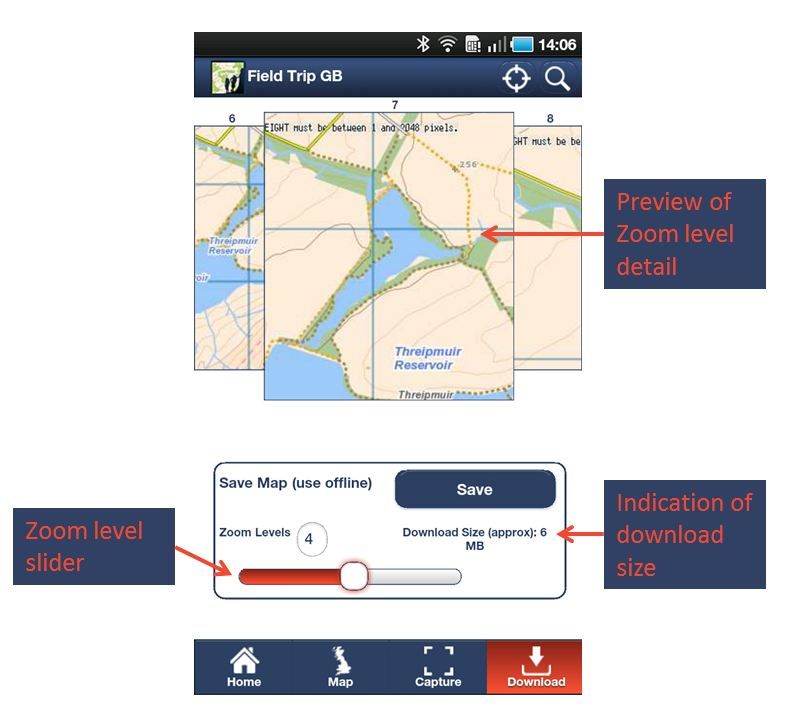 14:06
Field Trip GB
6
7
8
EIGHT must be between 1 and 2048 pixels.
GHT must be be
256
Threipmuir
Reservoir
oir
Threipmuir
Reservoir
Threipmuir
Preview of
Zoom level
detail
Save Map (use offline)
Save
Zoom Levels
4
Download Size (approx): 6
MB
Zoom level
slider
Indication of
download
size
Home
Map
Capture
Download